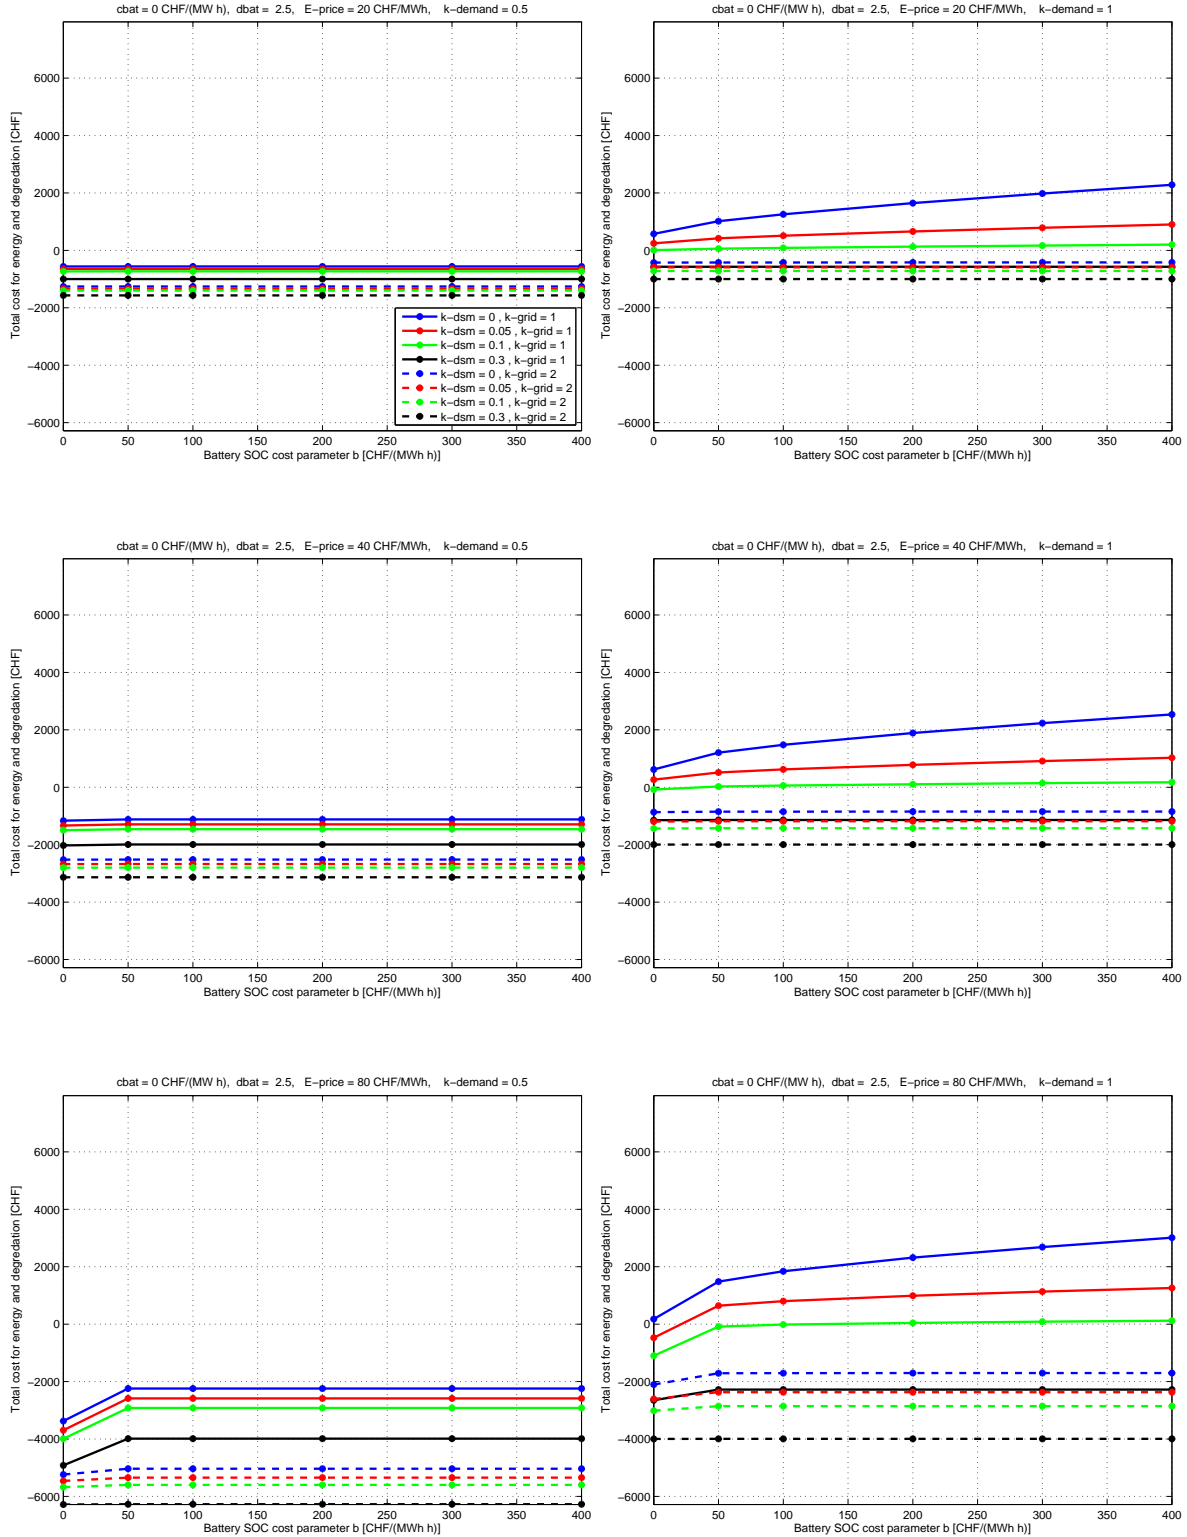 cbat = 0 CHF/(MW h), dbat = 2.5, E−price = 20 CHF/MWh, k−demand = 0.5
6000
4000
2000
0
−2000
−4000
−6000
Total cost for energy and degredation [CHF]
k−dsm = 0 , k−grid = 1
k−dsm = 0.05 , k−grid = 1
k−dsm = 0.1 , k−grid = 1
k−dsm = 0.3 , k−grid = 1
k−dsm = 0 , k−grid = 2
k−dsm = 0.05 , k−grid = 2
k−dsm = 0.1 , k−grid = 2
k−dsm = 0.3 , k−grid = 2
0 50 100 150 200 250 300 350 400
Battery SOC cost parameter b [CHF/(MWh h)]
cbat = 0 CHF/(MW h), dbat = 2.5, E−price = 20 CHF/MWh, k−demand = 1
6000
4000
2000
0
−2000
−4000
−6000
Total cost for energy and degredation [CHF]
0 50 100 150 200 250 300 350 400
Battery SOC cost parameter b [CHF/(MWh h)]
cbat = 0 CHF/(MW h), dbat = 2.5, E−price = 40 CHF/MWh, k−demand = 0.5
6000
4000
2000
0
−2000
−4000
−6000
Total cost for energy and degredation [CHF]
0 50 100 150 200 250 300 350 400
Battery SOC cost parameter b [CHF/(MWh h)]
cbat = 0 CHF/(MW h), dbat = 2.5, E−price = 40 CHF/MWh, k−demand = 1
6000
4000
2000
0
−2000
−4000
−6000
Total cost for energy and degredation [CHF]
0 50 100 150 200 250 300 350 400
Battery SOC cost parameter b [CHF/(MWh h)]
cbat = 0 CHF/(MW h), dbat = 2.5, E−price = 80 CHF/MWh, k−demand = 0.5
6000
4000
2000
0
−2000
−4000
−6000
Total cost for energy and degredation [CHF]
0 50 100 150 200 250 300 350 400
Battery SOC cost parameter b [CHF/(MWh h)]
cbat = 0 CHF/(MW h), dbat = 2.5, E−price = 80 CHF/MWh, k−demand = 1
6000
4000
2000
0
−2000
−4000
−6000
Total cost for energy and degredation [CHF]
0 50 100 150 200 250 300 350 400
Battery SOC cost parameter b [CHF/(MWh h)]